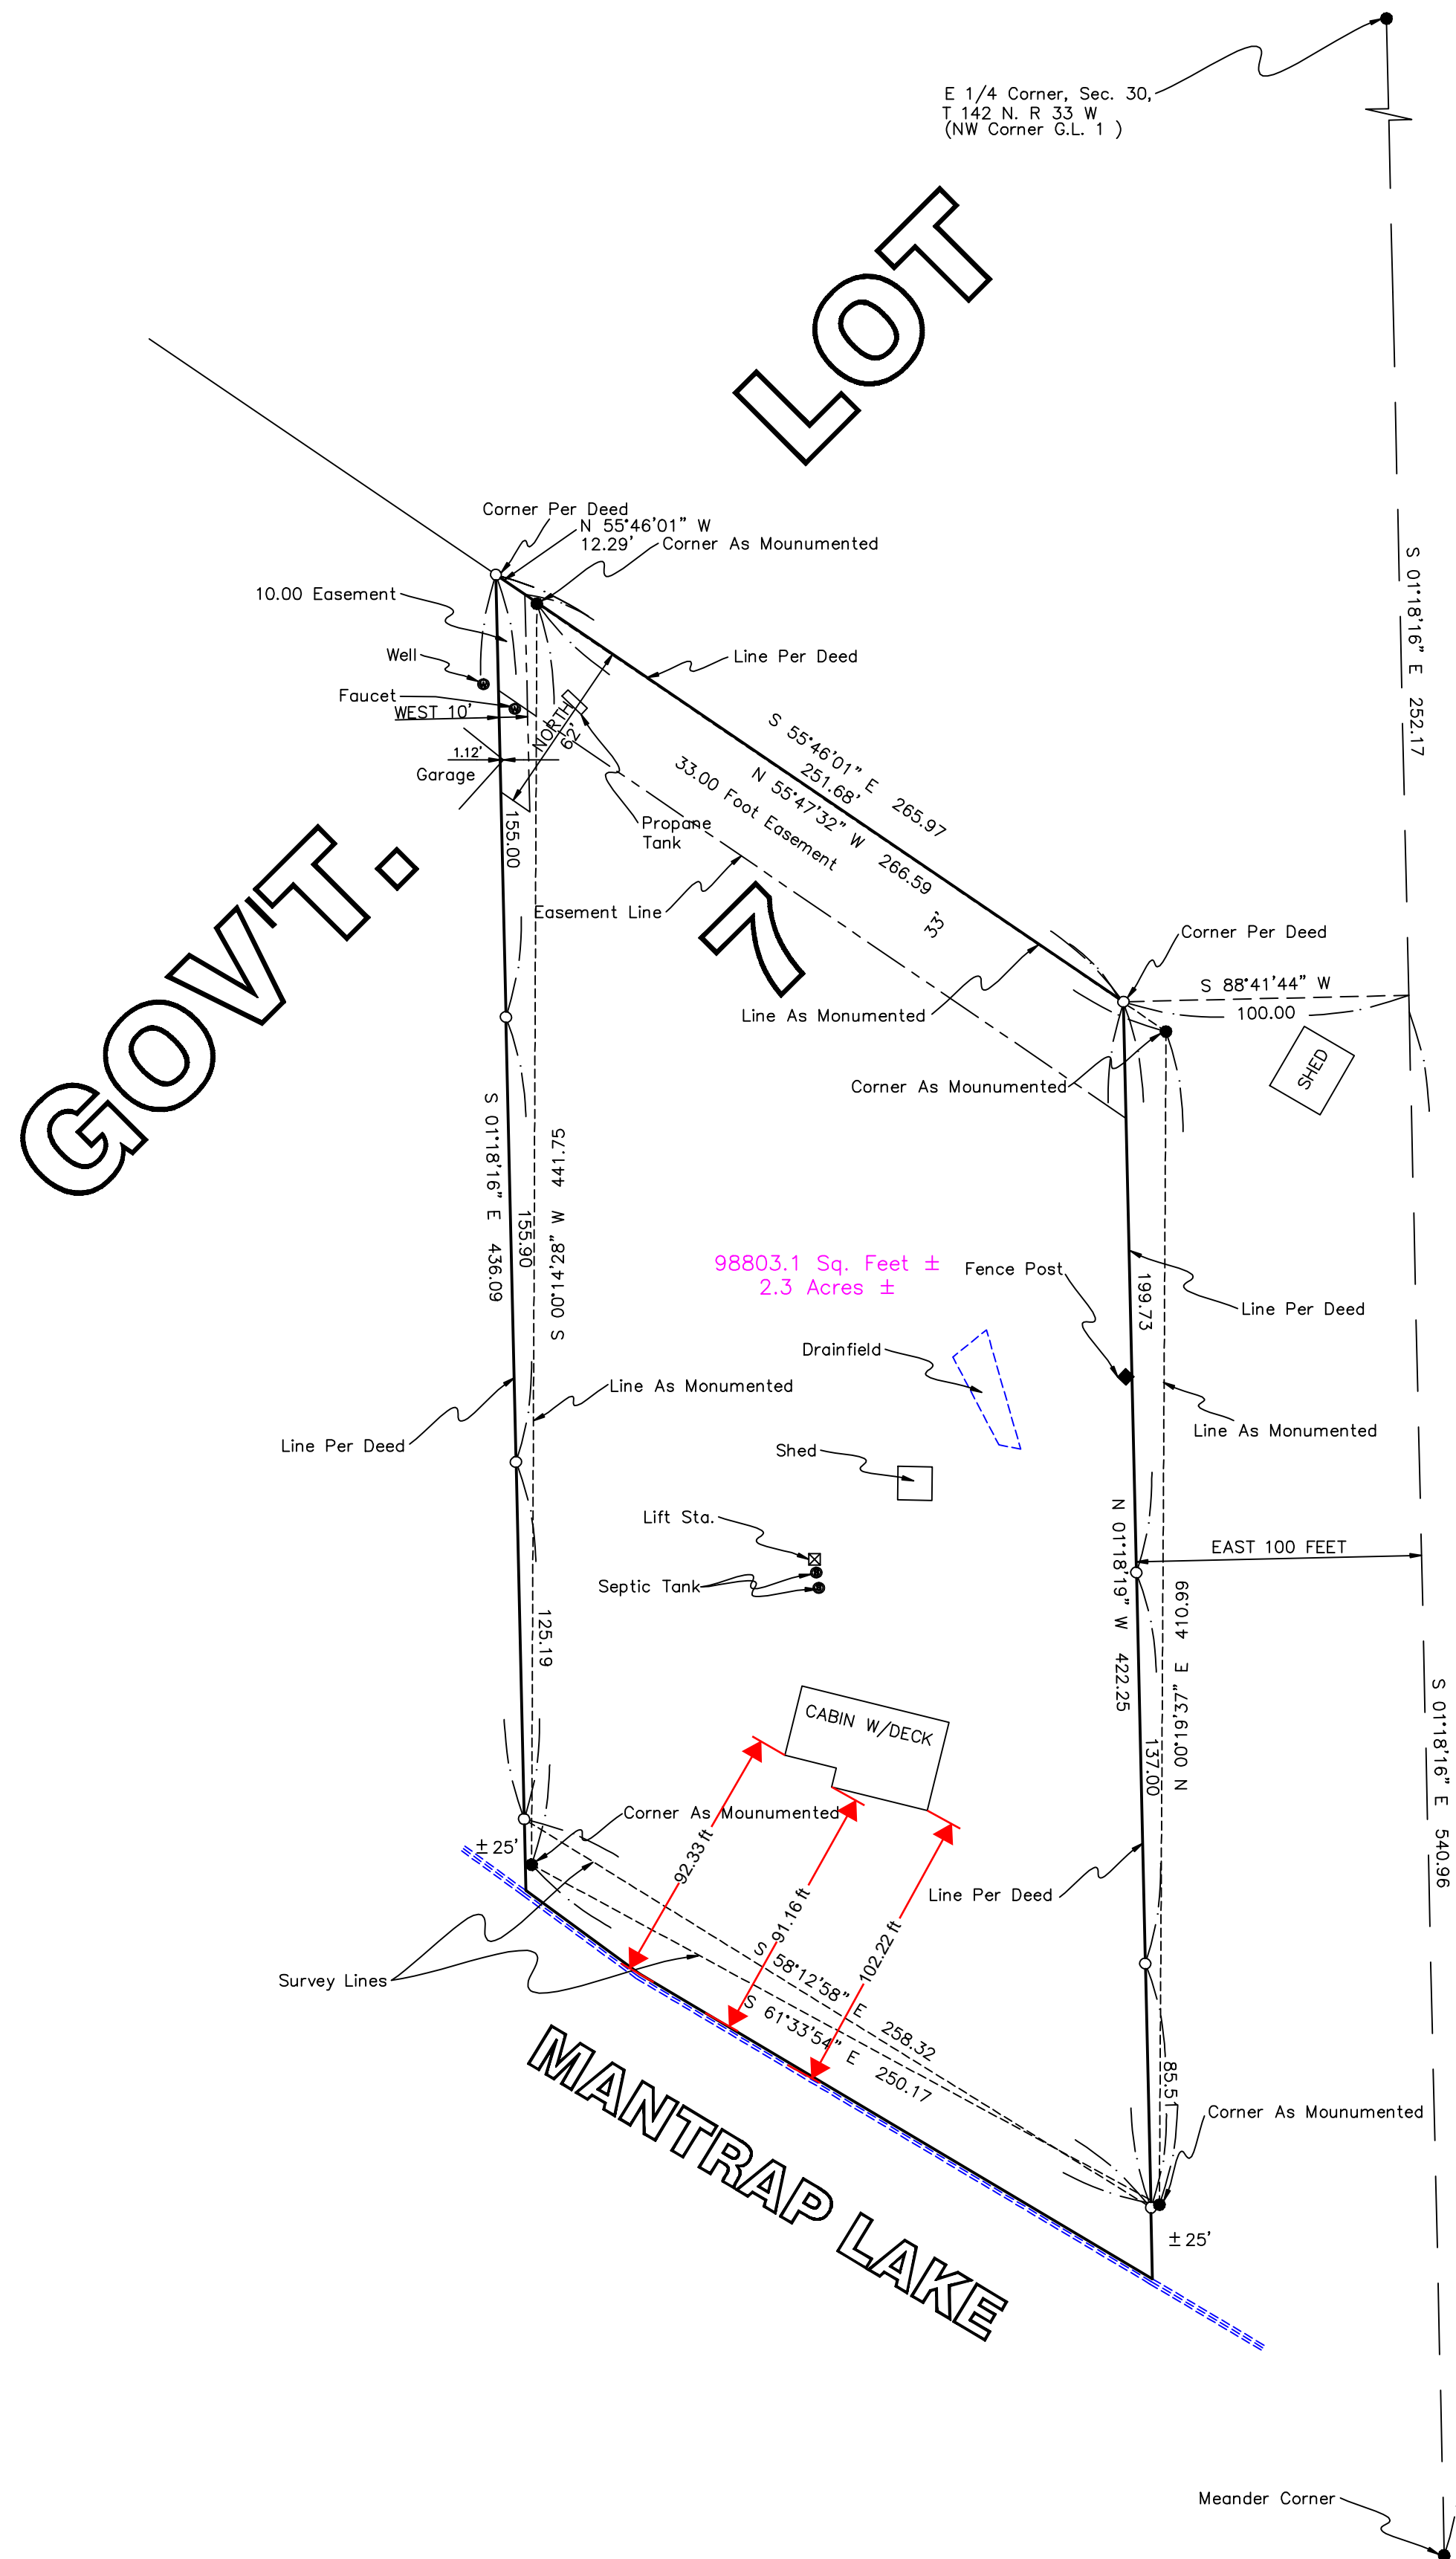 E 1/4 Corner, Sec. 30,
T 142 N. R 33 W
(NW Corner G.L. 1 )
LOT
Corner Per Deed
N 55°46'01" W
12.29'
Corner As Mounumented
10.00 Easement
S 01°18'16" E 252.17
Well
Line Per Deed
Faucet
WEST 10'
NORTH
62'
1.12'
Garage
S 55°46'01" E 265.97
251.68'
N 55°47'32" W 266.59
33.00 Foot Easement
155.00
Propane
Tank
GOV'T.
7
Easement Line
33'
Corner Per Deed
S 88°41'44" W
100.00
Line As Monumented
SHED
Corner As Mounumented
S 01°18'16" E 436.09
155.90
S 00°14'28" W 441.75
98803.1 Sq. Feet ±
2.3 Acres ±
Fence Post
199.73
Line Per Deed
Drainfield
Line As Monumented
Line As Monumented
Line Per Deed
Shed
Lift Sta.
N 01°18'19" W 422.25
EAST 100 FEET
Septic Tank
125.19
N 00°19'37" E 410.99
S 01°18'16" E 540.96
CABIN W/DECK
137.00
Corner As Mounumented
±25'
92.33 ft
91.16 ft
102.22 ft
Line Per Deed
Survey Lines
S 58°12'58" E 258.32
S 61°33'54" E 250.17
85.51
MANTRAP LAKE
Corner As Mounumented
±25'
Meander Corner